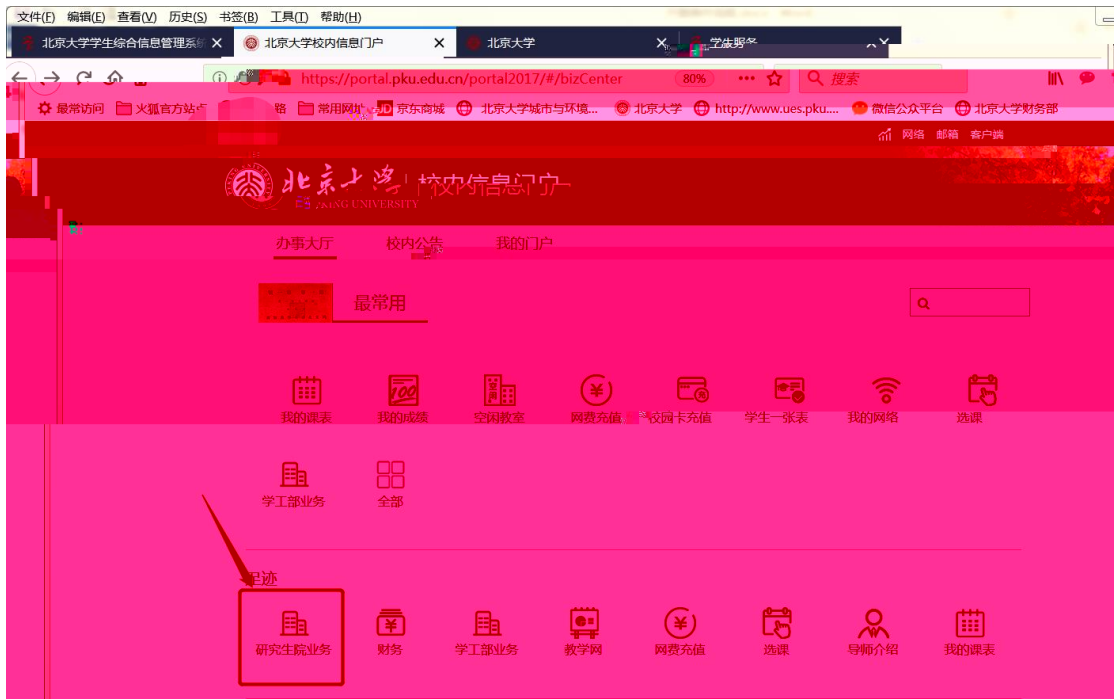 文件(F) 编辑(E) 查看(V) 历史(S) 书签(B) 工具(T) 帮助(H)
北京大学学生综合信息管理系统 × 北京大学校内信息门户 × 北京大学 ×
https://portal.pku.edu.cn/portal2017/#/bizCenter 80% 搜索
最常访问 火狐官方站点 常用网址 JD 京东商城 北京大学城市与环境... 北京大学 http://www.ues.pku.... 微信公众平台 北京大学财务部
网络 邮箱 客户端
北京大学 校内信息门户
UNIVERSITY
办事大厅 校内公告 我的门户
最常用
我的课表 我的成绩 空闲教室 网费充值 校园卡充值 学生一张表 我的网络 选课
学工部业务 全部
足迹
研究生院业务 财务 学工部业务 教学网 网费充值 选课 导师介绍 我的课表